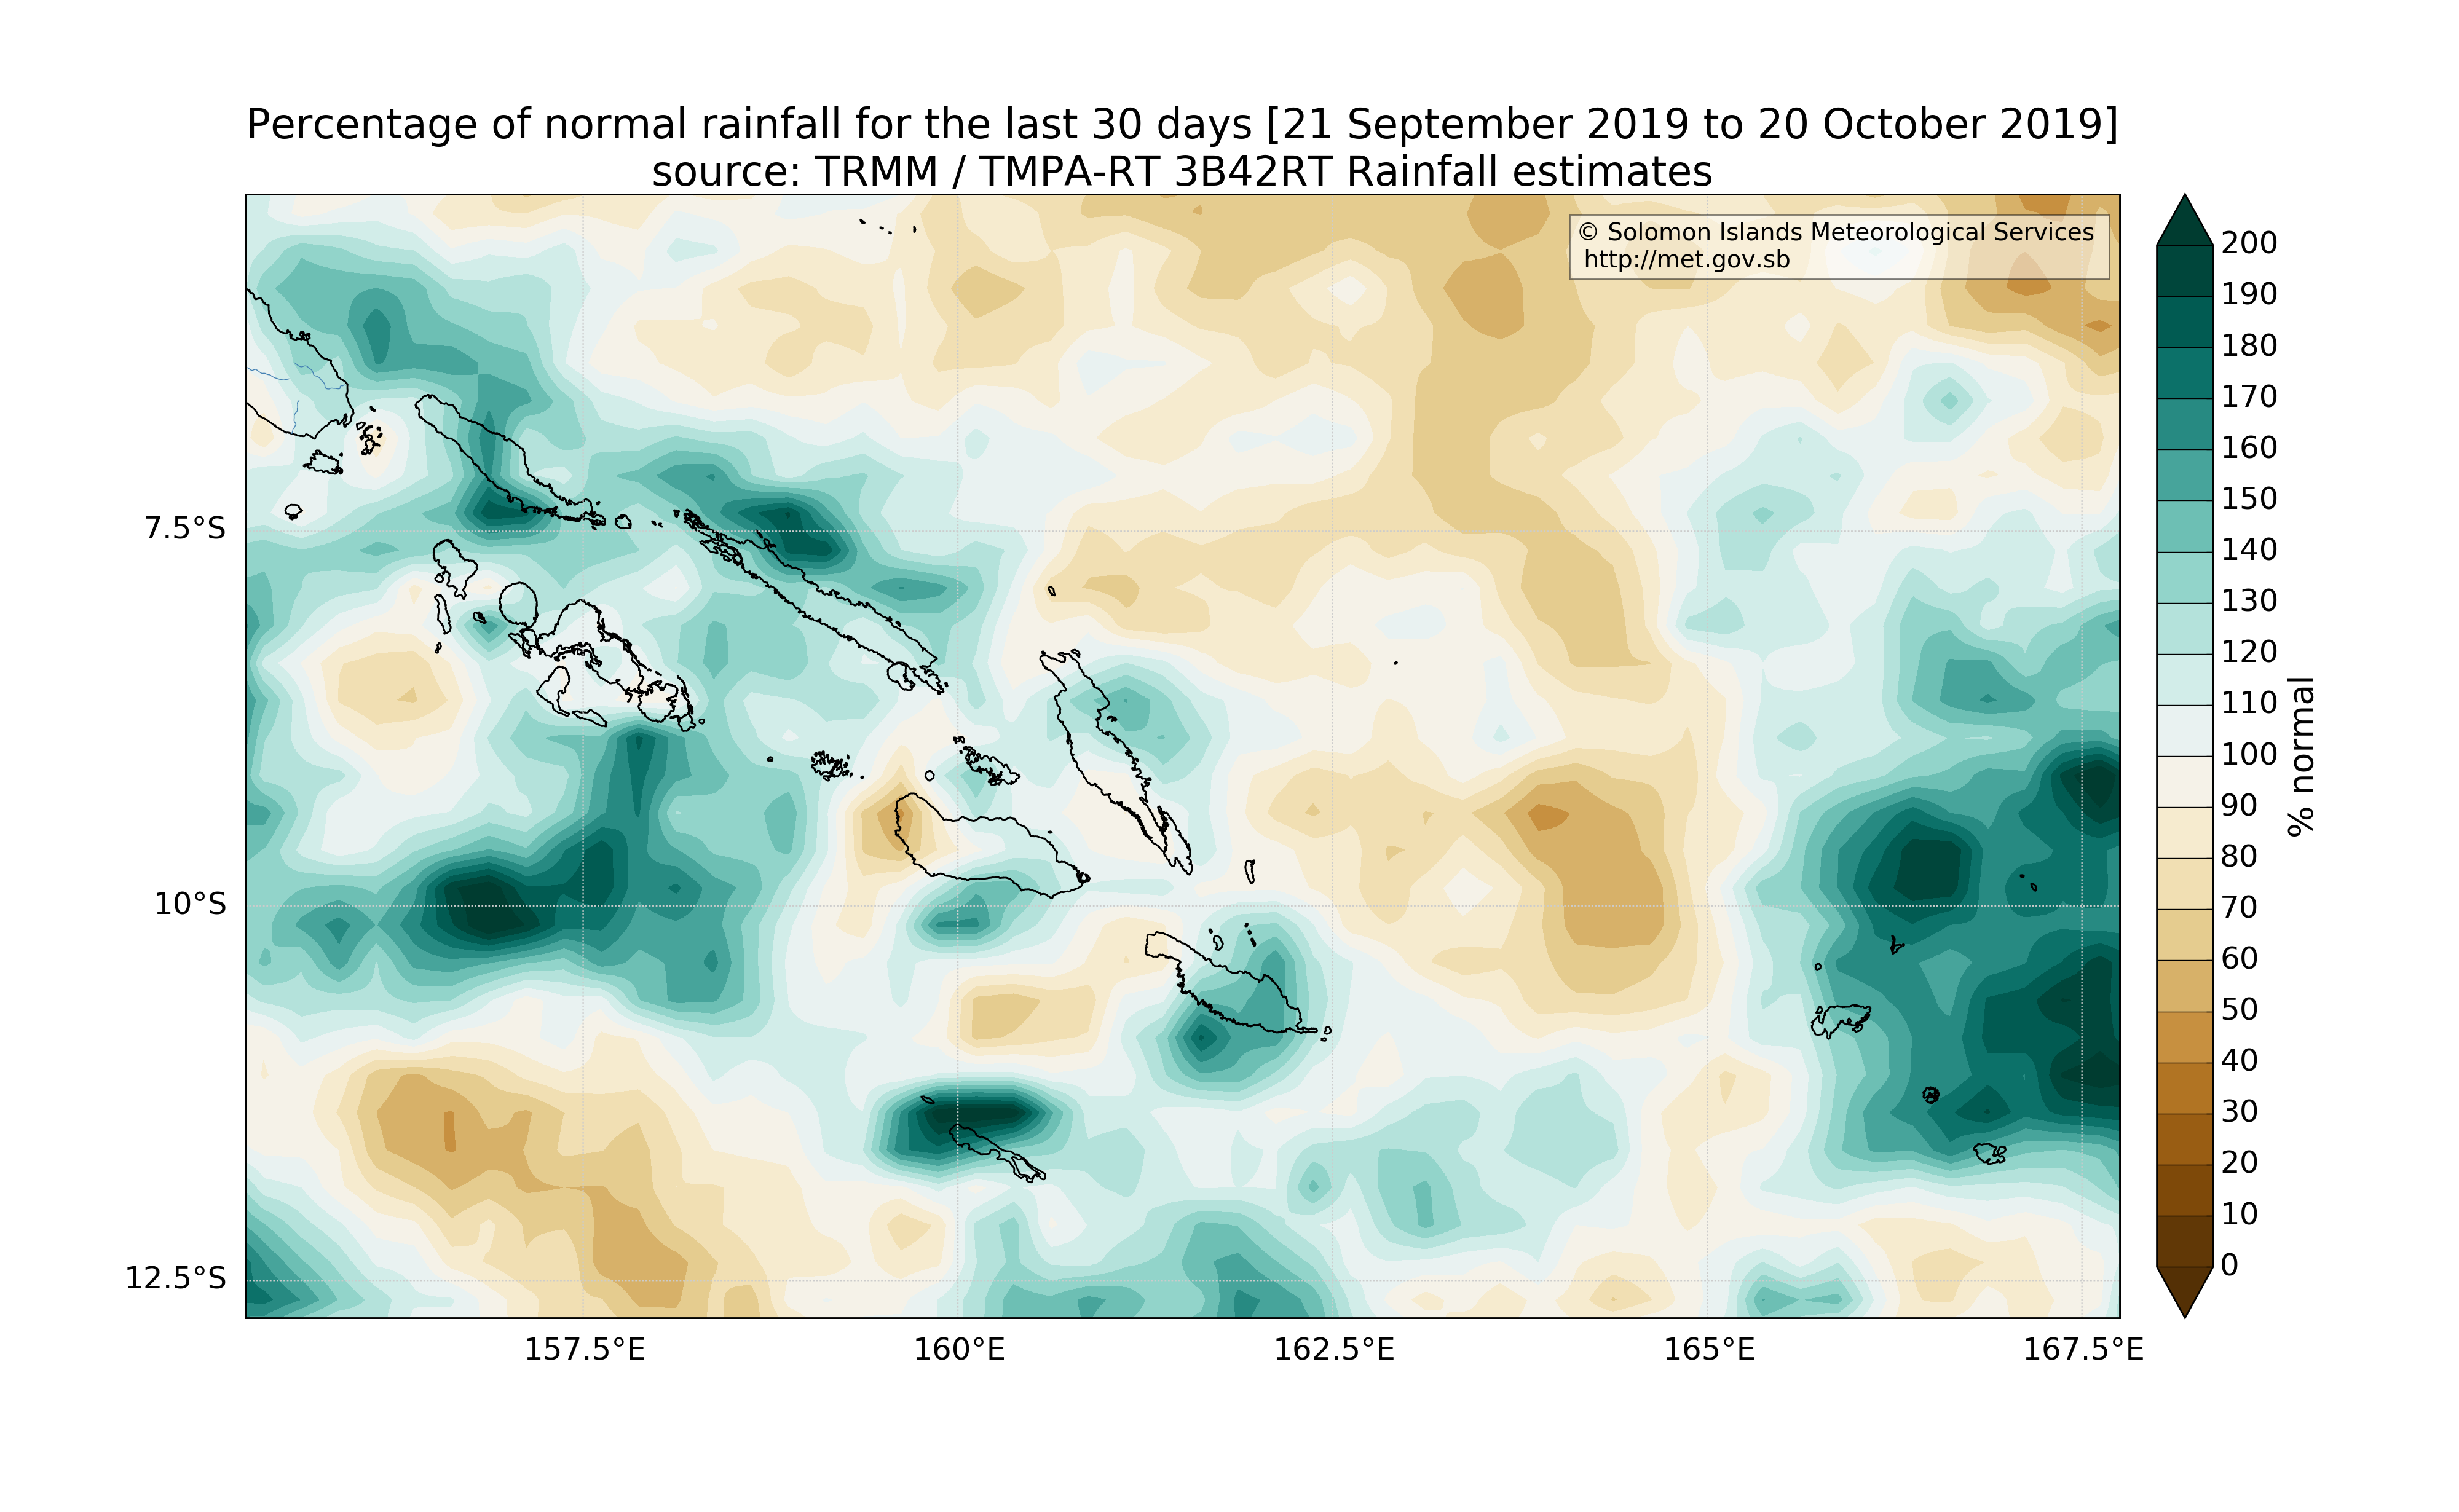 Percentage of normal rainfall for the last 30 days [21 September 2019 to 20 October 2019]
source: TRMM / TMPA-RT 3B42RT Rainfall estimates
© Solomon Islands Meteorological Services
http://met.gov.sb
7.5°S
10°S
12.5°S
157.5°E
160°E
162.5°E
165°E
167.5°E
200
190
180
170
160
150
140
130
120
110
100
90
80
70
60
50
40
30
20
10
0
% normal